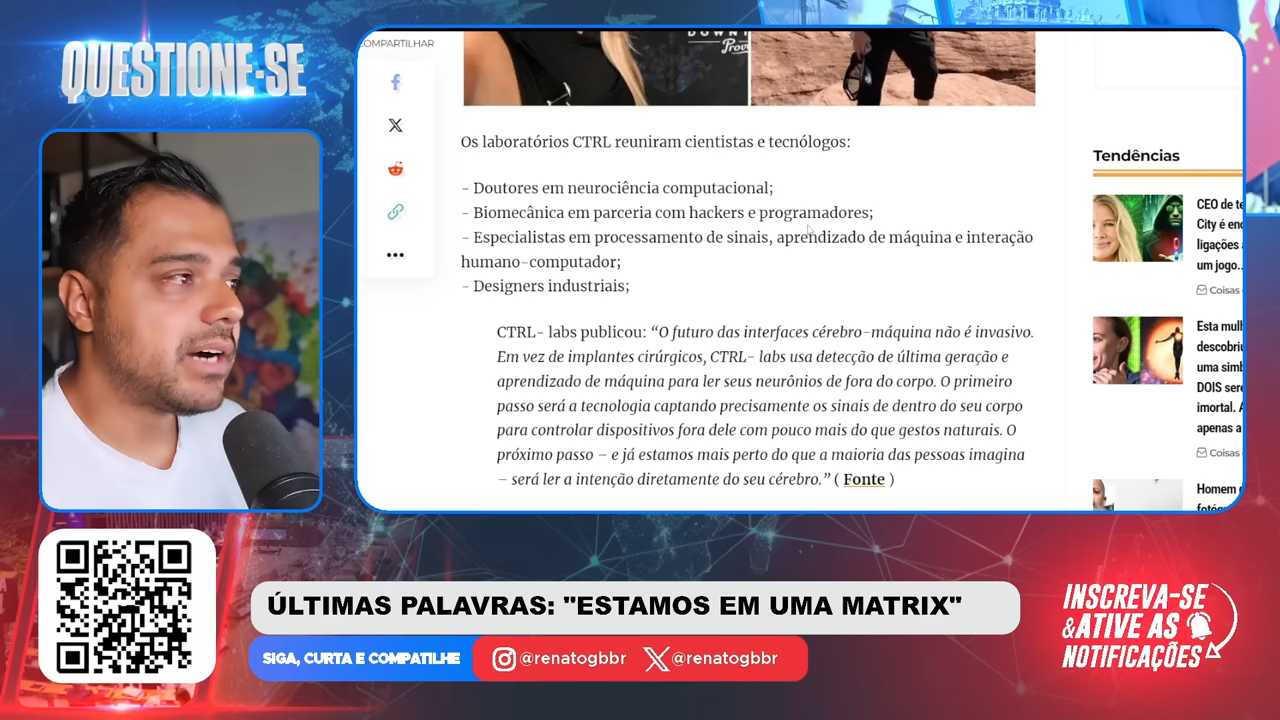 QUESTIONE-SE
COMPARTILHAR
DOWN
Prov
Os laboratórios CTRL reuniram cientistas e tecnólogos:
- Doutores em neurociência computacional;
- Biomecânica em parceria com hackers e programadores;
- Especialistas em processamento de sinais, aprendizado de máquina e interação
humano-computador;
- Designers industriais;
CTRL- labs publicou: “O futuro das interfaces cérebro-máquina não é invasivo.
Em vez de implantes cirúrgicos, CTRL- labs usa detecção de última geração e
aprendizado de máquina para ler seus neurônios de fora do corpo. O primeiro
passo será a tecnologia captando precisamente os sinais de dentro do seu corpo
para controlar dispositivos fora dele com pouco mais do que gestos naturais. O
próximo passo – e já estamos mais perto do que a maioria das pessoas imagina
– será ler a intenção diretamente do seu cérebro.” ( Fonte )
Tendências
CEO de te
City é enc
ligações a
um jogo..
Coisas
Esta mulh
descobriu
uma simb
DOIS sere
imortal. A
apenas a
Coisas
Homem
fotóg
ÚLTIMAS PALAVRAS: "ESTAMOS EM UMA MATRIX"
SIGA, CURTA E COMPATILHE
@renatogbbr
@renatogbbr
INSCREVA-SE
&ATIVE AS
NOTIFICAÇÕES